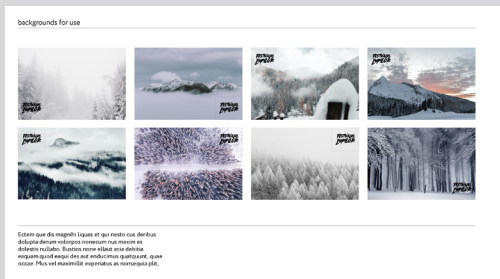 backgrounds for use
Ectem que dis magnihi liquas et qui nesto cus deribus
dolupta derum volorpos nonecum nus maxim es
dolestis nullabo. Bustios none ellaut acia debitia
eaquam quod eaqui des aut enducimus quatquunt, quae
occae. Mus vel maximillit experiatus as nonsequia plit,